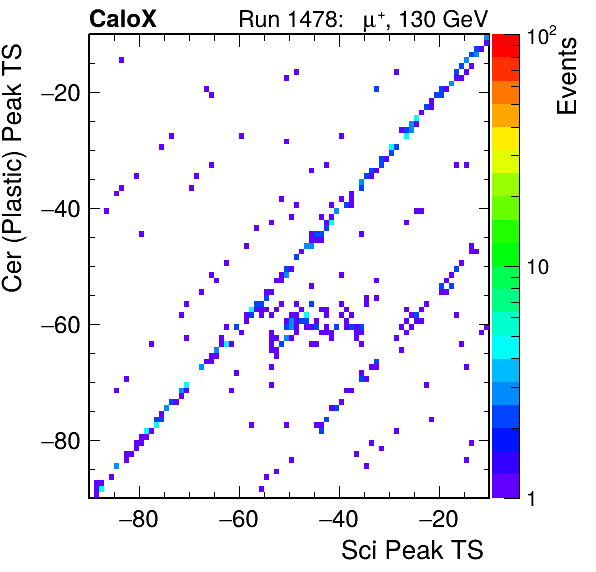 CaloX Run 1478: μ⁺, 130 GeV
Cer (Plastic) Peak TS
−20
−40
−60
−80
−80 −60 −40 −20
Sci Peak TS
10²
10
1
Events